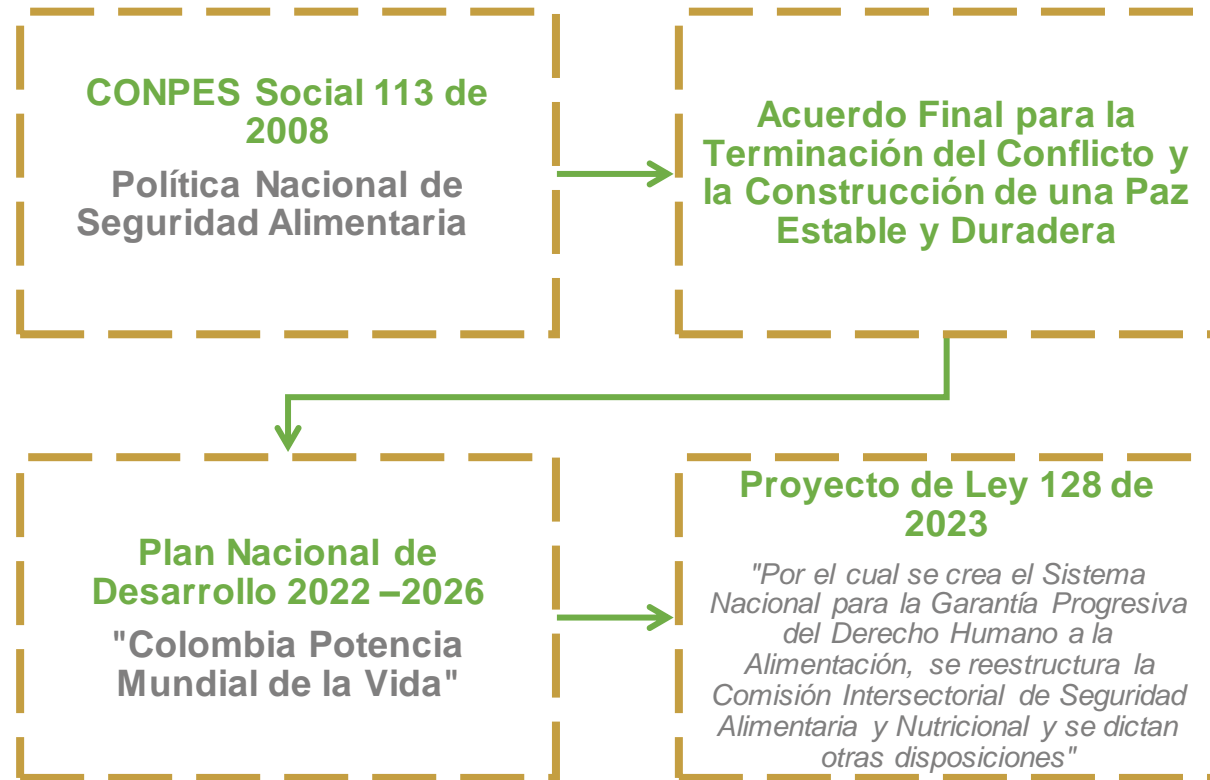 CONPES Social 113 de
2008
Política Nacional de
Seguridad Alimentaria
Acuerdo Final para la
Terminación del Conflicto y
la Construcción de una Paz
Estable y Duradera
Plan Nacional de
Desarrollo 2022 –2026
"Colombia Potencia
Mundial de la Vida"
Proyecto de Ley 128 de
2023
"Por el cual se crea el Sistema
Nacional para la Garantía Progresiva
del Derecho Humano a la
Alimentación, se reestructura la
Comisión Intersectorial de Seguridad
Alimentaria y Nutricional y se dictan
otras disposiciones"